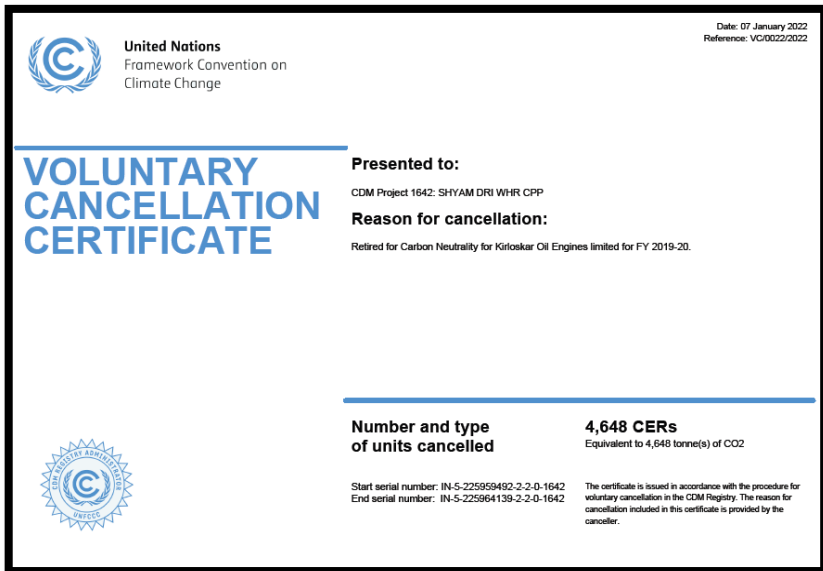 Date: 07 January 2022
Reference: VC/0022/2022
United Nations
Framework Convention on
Climate Change
VOLUNTARY
CANCELLATION
CERTIFICATE
Presented to:
CDM Project 1642: SHYAM DRI WHR CPP
Reason for cancellation:
Retired for Carbon Neutrality for Kirloskar Oil Engines limited for FY 2019-20.
Number and type
of units cancelled
4,648 CERs
Equivalent to 4,648 tonne(s) of CO2
Start serial number: IN-5-225959492-2-2-0-1642
End serial number: IN-5-225964139-2-2-0-1642
The certificate is issued in accordance with the procedure for
voluntary cancellation in the CDM Registry. The reason for
cancellation included in this certificate is provided by the
canceller.
CDM REGISTRY ADMINISTRATOR
UNFCCC